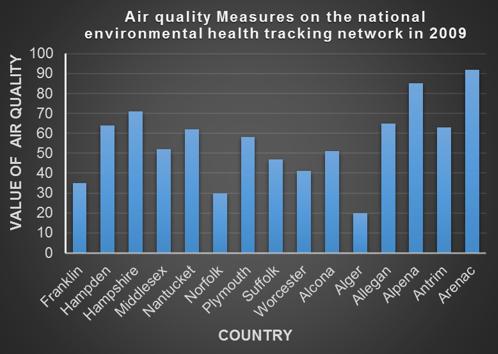 Air quality Measures on the national
environmental health tracking network in 2009
VALUE OF AIR QUALITY
100
90
80
70
60
50
40
30
20
10
0
Franklin
Hampden
Hampshire
Middlesex
Nantucket
Norfolk
Plymouth
Suffolk
Worcester
Alcona
Alger
Allegan
Alpena
Antrim
Arenac
COUNTRY